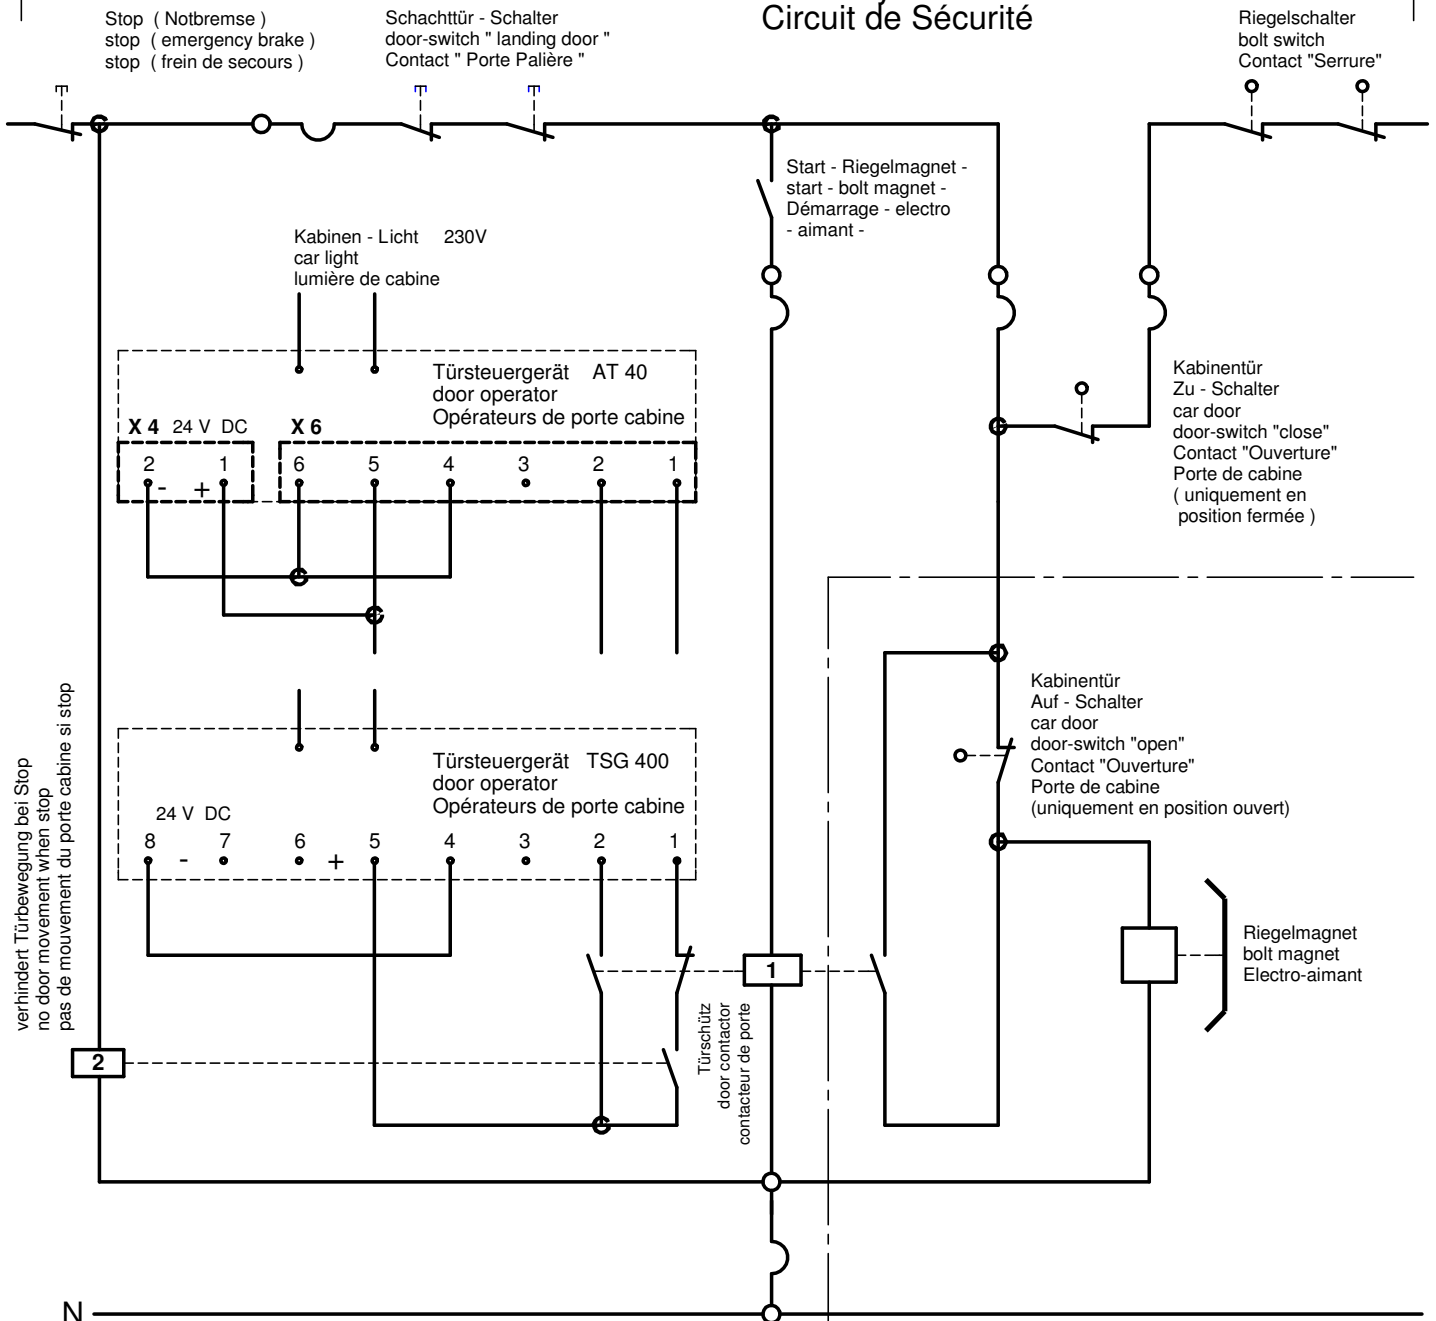 Circuit de Sécurité
Stop ( Notbremse )
stop ( emergency brake )
stop ( frein de secours )
Schachttür - Schalter
door-switch " landing door "
Contact " Porte Palière "
Riegelschalter
bolt switch
Contact "Serrure"
Start - Riegelmagnet -
start - bolt magnet -
Démarrage - electro
- aimant -
Kabinen - Licht 230V
car light
lumière de cabine
Türsteuergerät AT 40
door operator
Opérateurs de porte cabine
X 4 24 V DC X 6
2 1 6 5 4 3 2 1
- +
Kabinentür
Zu - Schalter
car door
door-switch "close"
Contact "Ouverture"
Porte de cabine
( uniquement en
position fermée )
Kabinentür
Auf - Schalter
car door
door-switch "open"
Contact "Ouverture"
Porte de cabine
(uniquement en position ouvert)
verhindert Türbewegung bei Stop
no door movement when stop
pas de mouvement du porte cabine si stop
Türsteuergerät TSG 400
door operator
Opérateurs de porte cabine
24 V DC
8 7 6 5 4 3 2 1
- +
Riegelmagnet
bolt magnet
Electro-aimant
1
Türschütz
door contactor
contacteur de porte
2
N